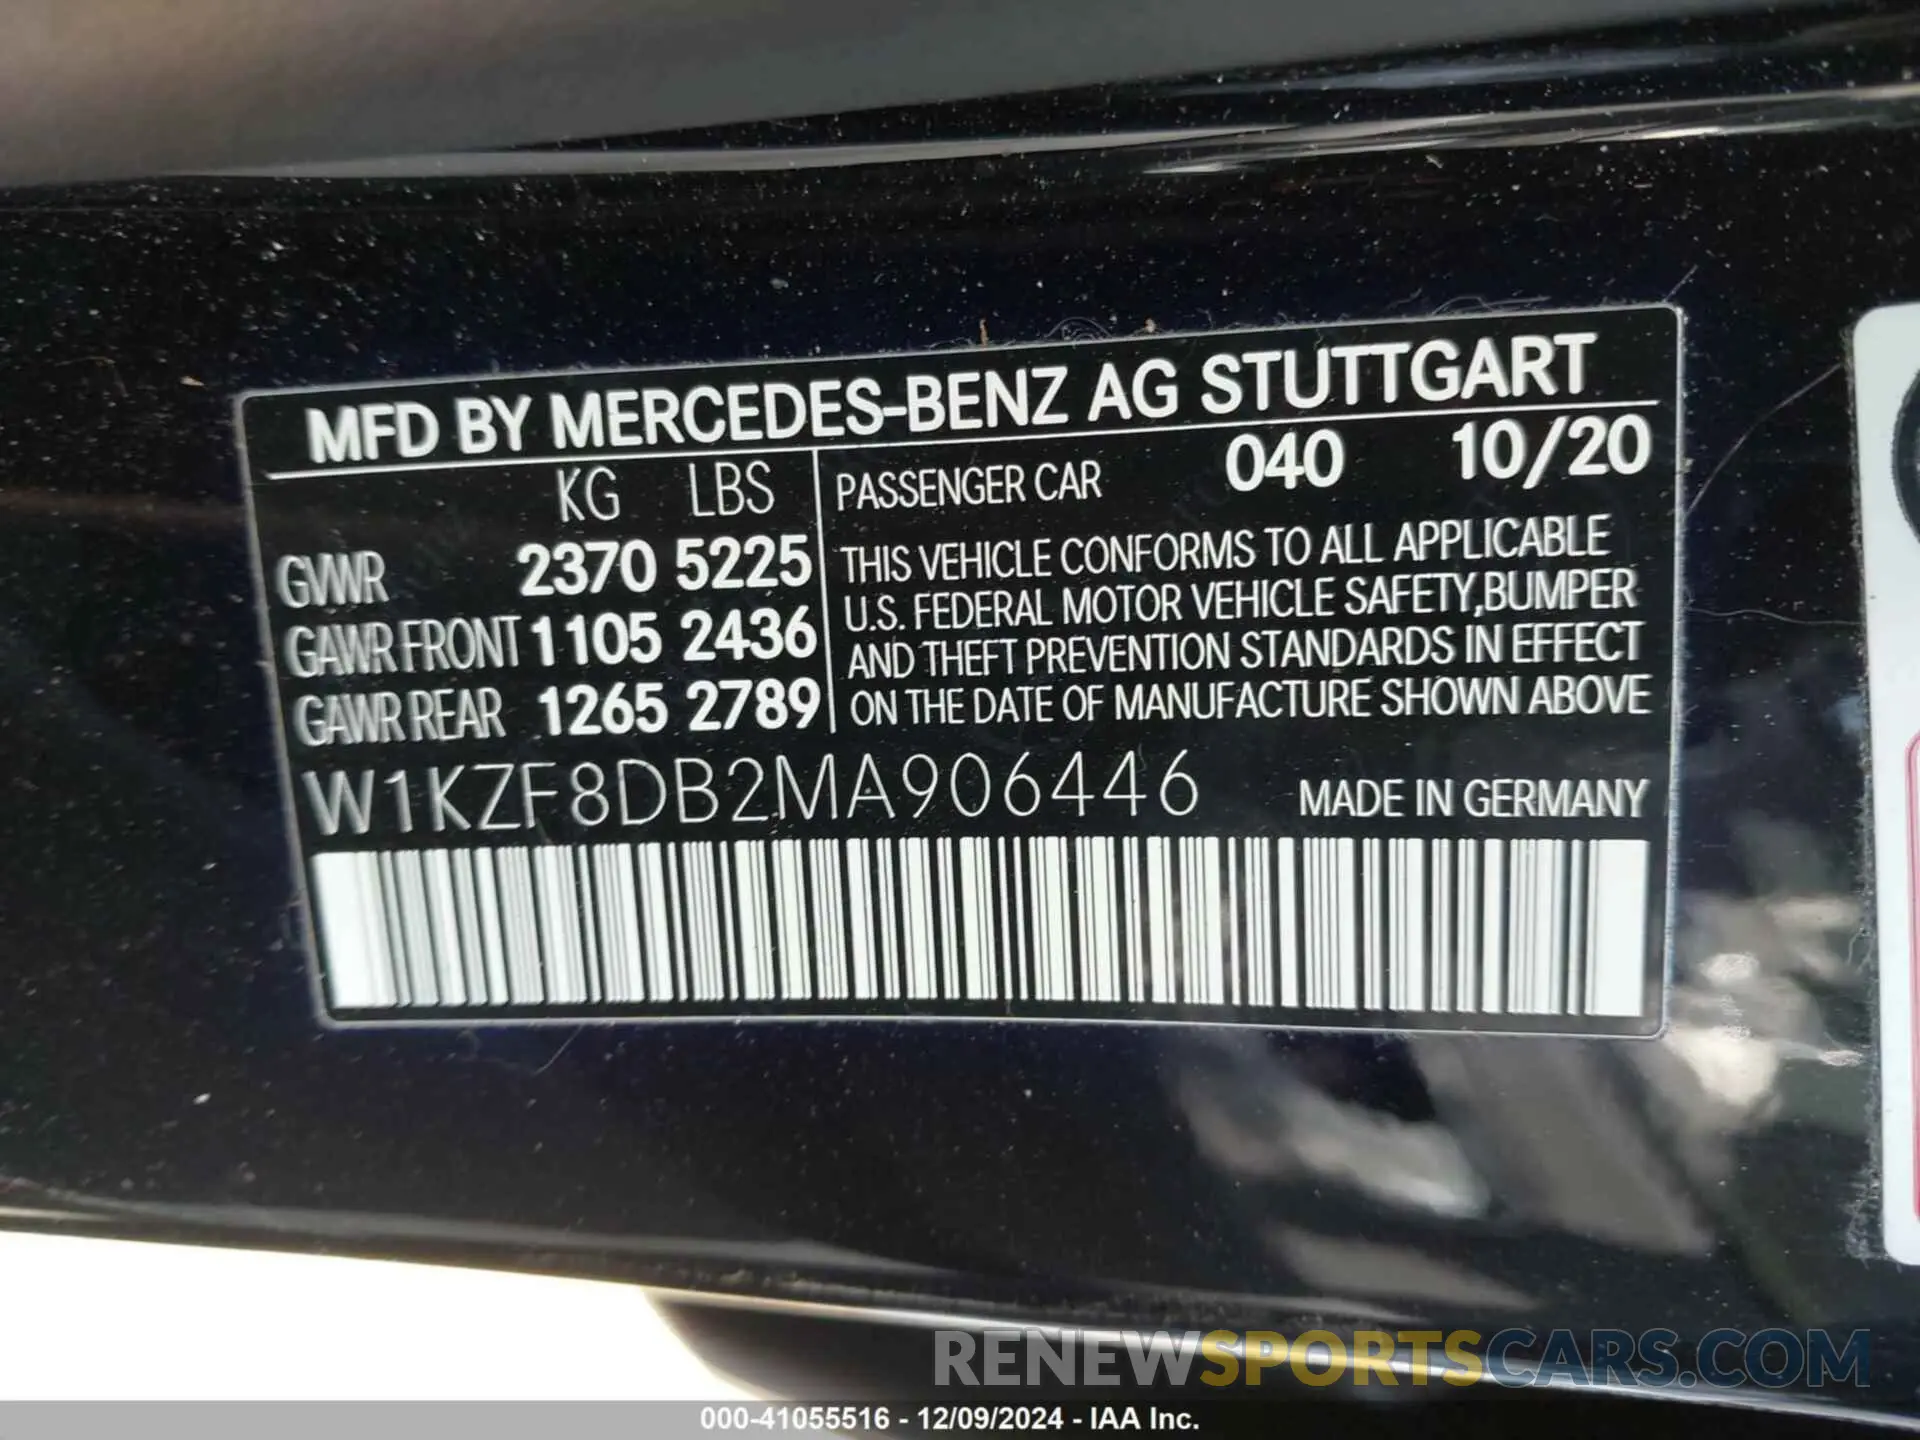 MFD BY MERCEDES-BENZ AG STUTTGART
KG LBS
GVWR 2370 5225
GAWR FRONT 1105 2436
GAWR REAR 1265 2789
PASSENGER CAR 040 10/20
THIS VEHICLE CONFORMS TO ALL APPLICABLE
U.S. FEDERAL MOTOR VEHICLE SAFETY,BUMPER
AND THEFT PREVENTION STANDARDS IN EFFECT
ON THE DATE OF MANUFACTURE SHOWN ABOVE
W1KZF8DB2MA906446 MADE IN GERMANY
RENEWSPORTSCARS.COM
000-41055516 - 12/09/2024 - IAA Inc.